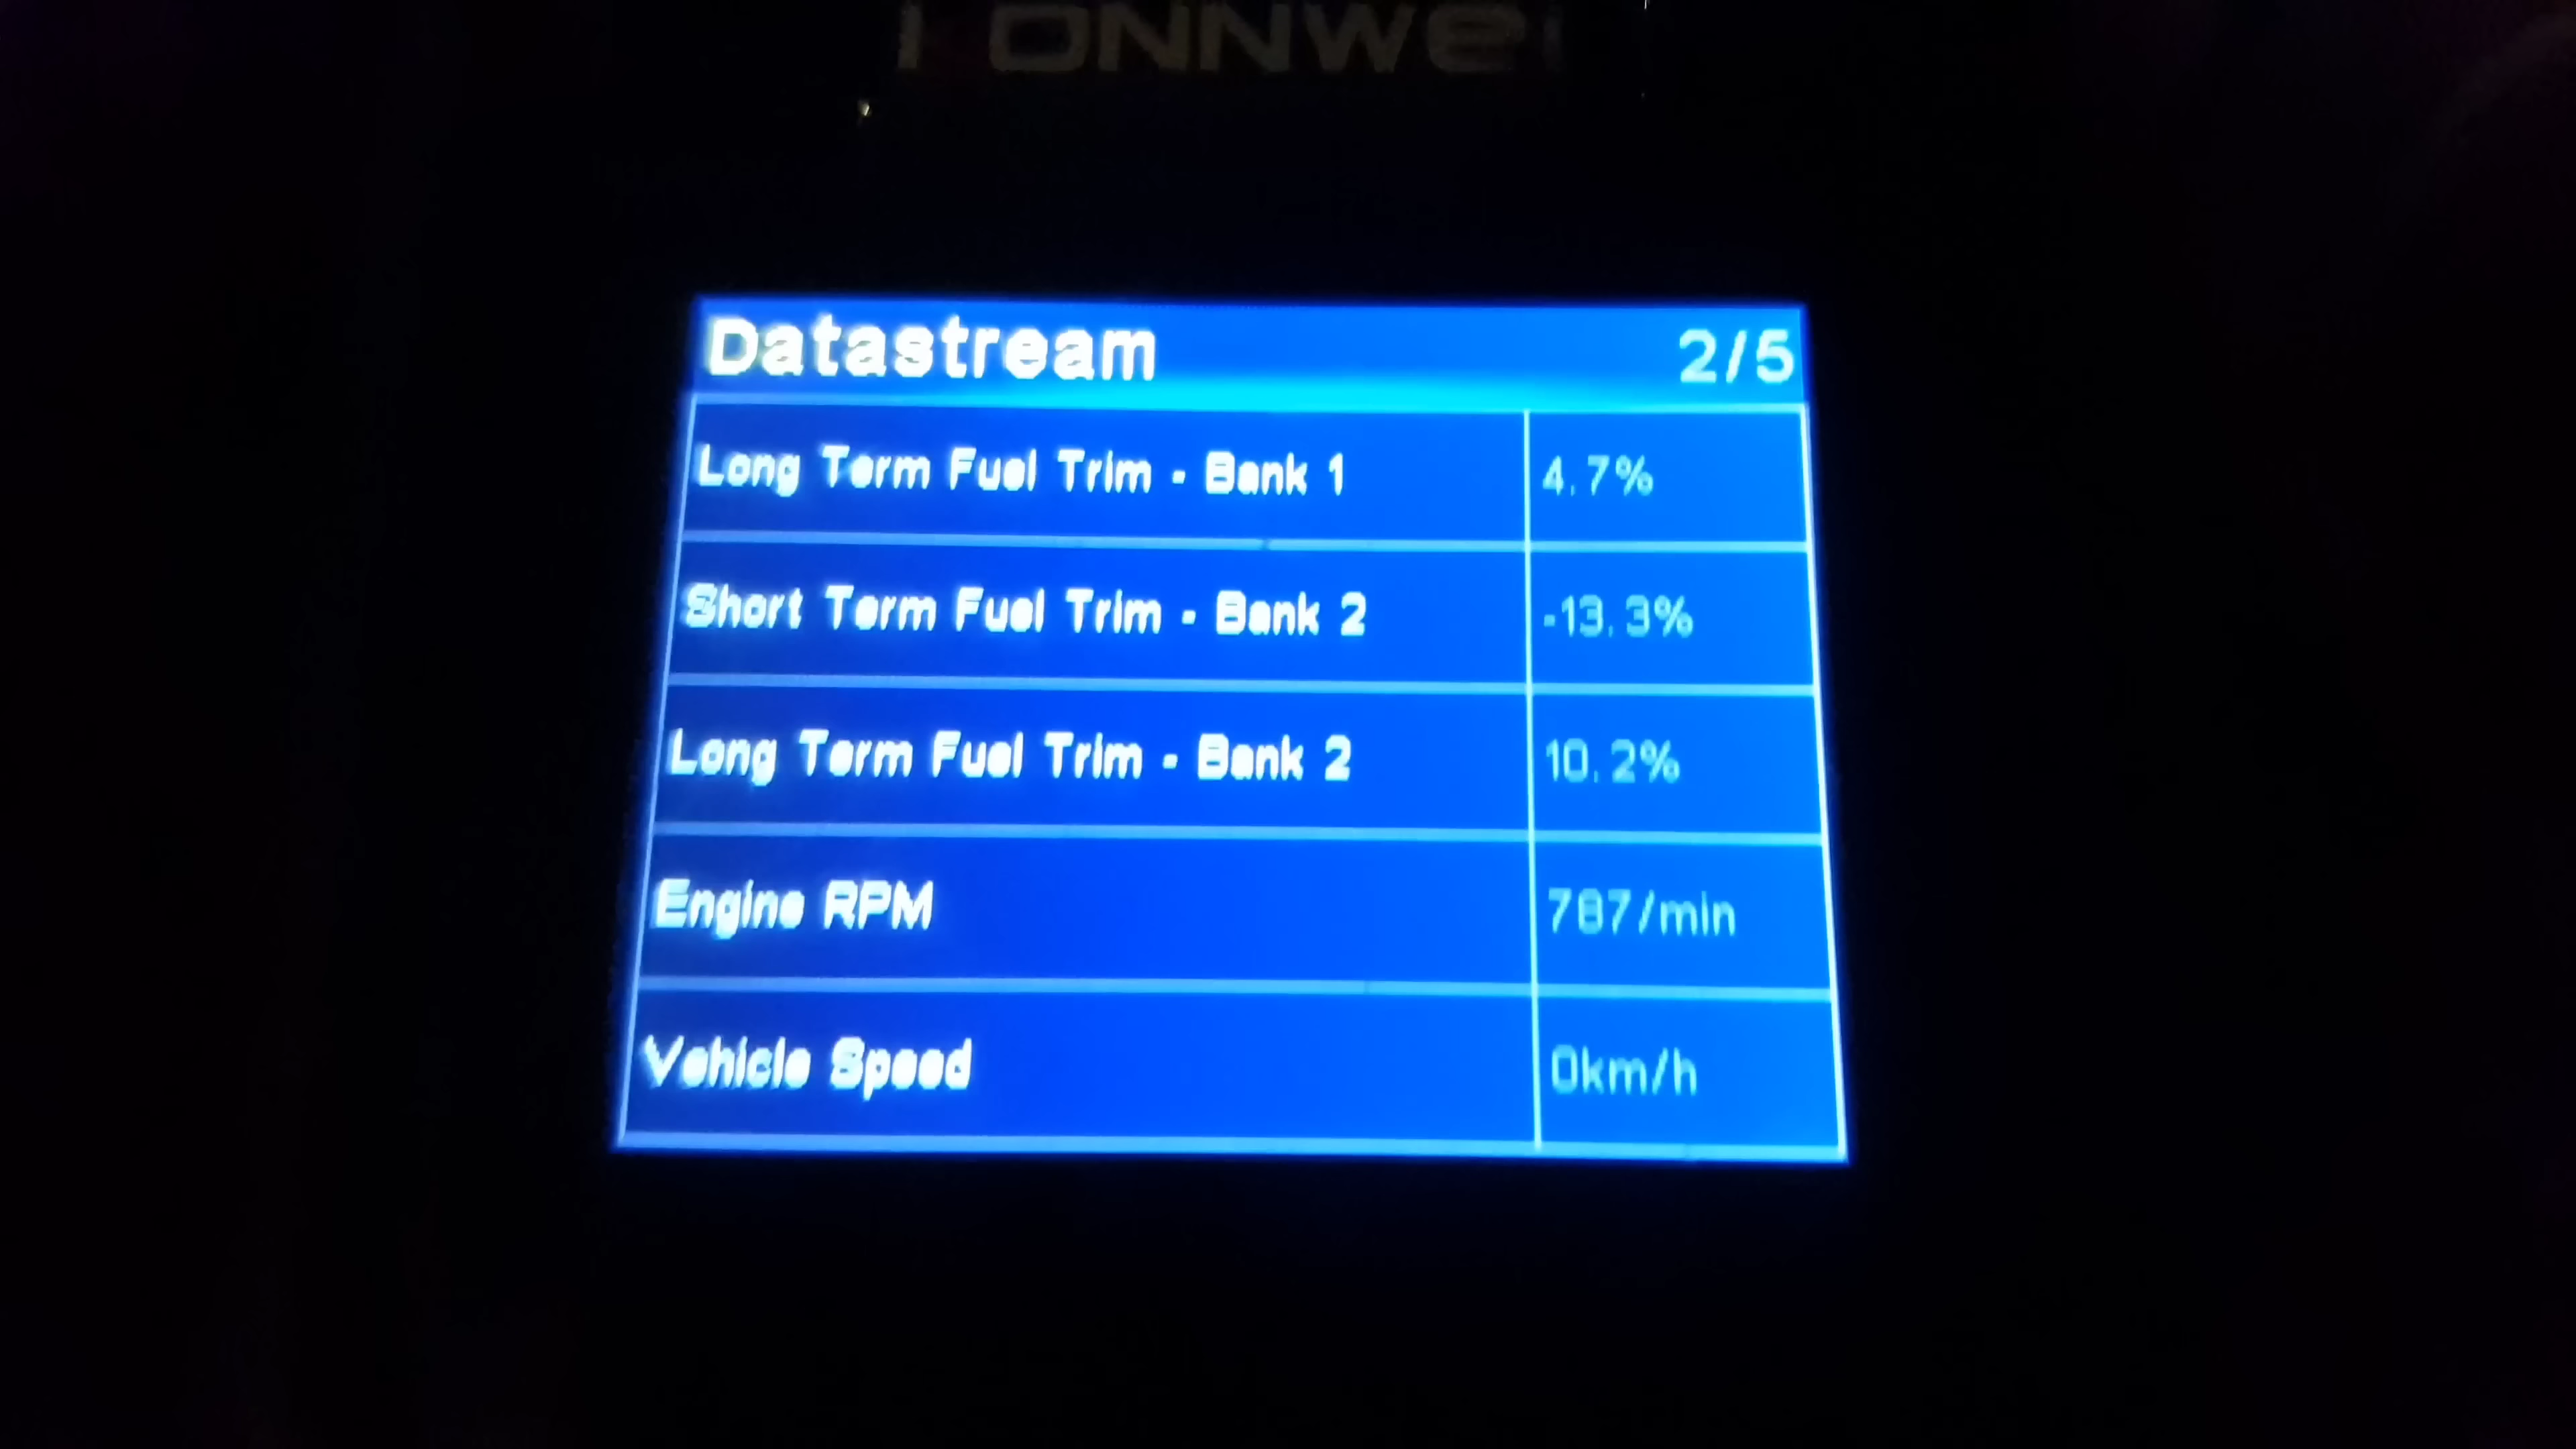 KONNWEI
Datastream 2/5
Long Term Fuel Trim - Bank 1 4.7%
Short Term Fuel Trim - Bank 2 -13.3%
Long Term Fuel Trim - Bank 2 10.2%
Engine RPM 787/min
Vehicle Speed 0km/h